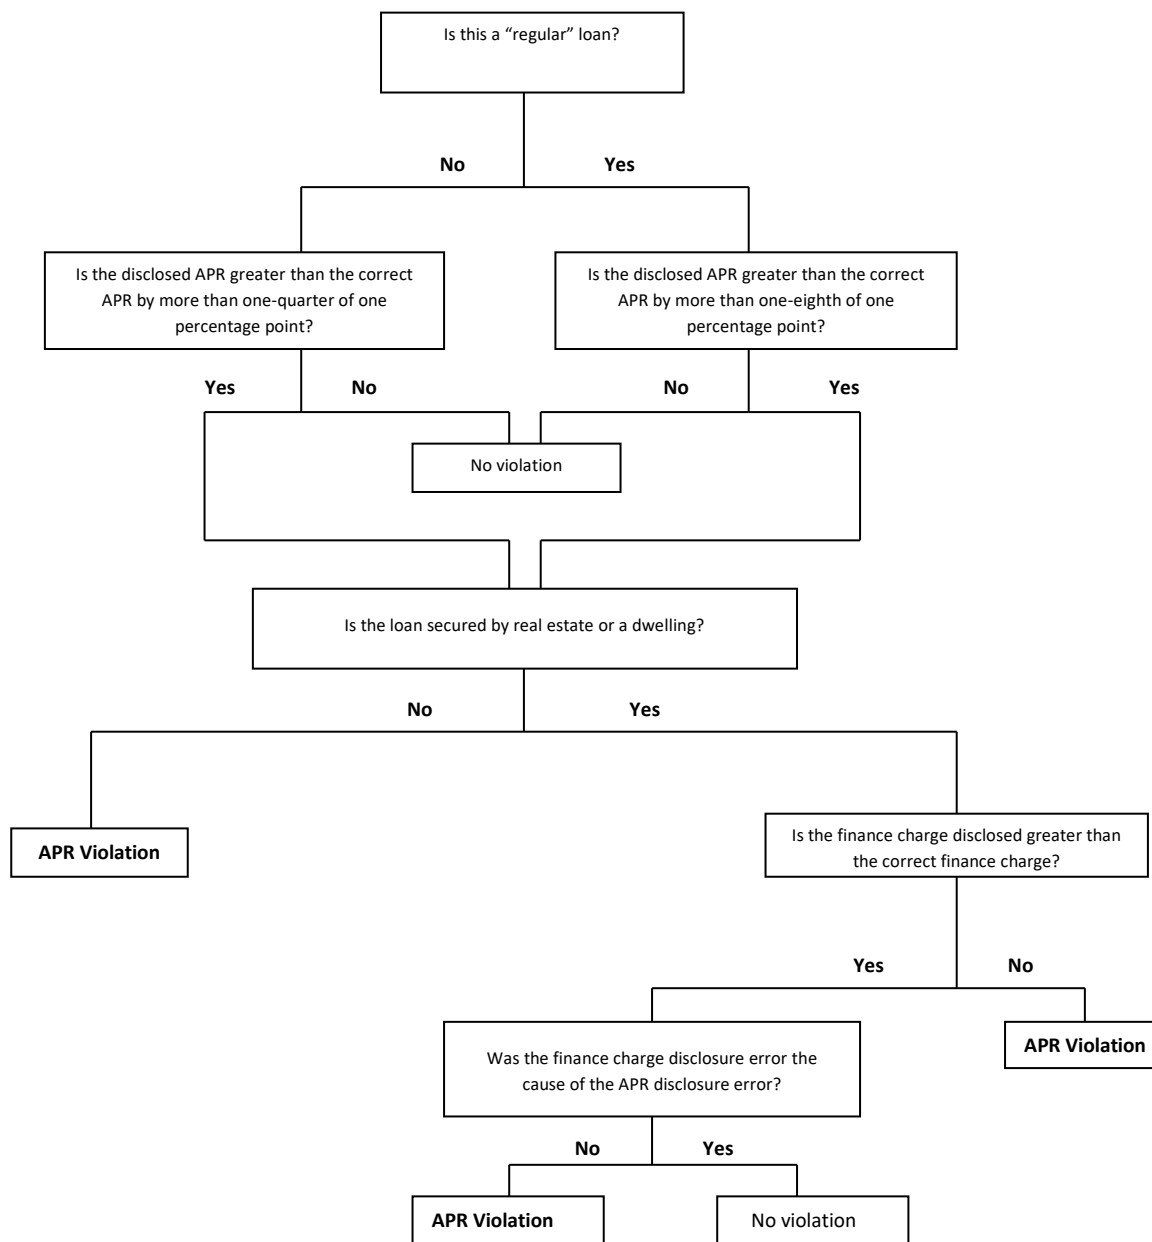 Is this a “regular” loan?
No
Yes
Is the disclosed APR greater than the correct
APR by more than one-quarter of one
percentage point?
Is the disclosed APR greater than the correct
APR by more than one-eighth of one
percentage point?
Yes
No
No
Yes
No violation
Is the loan secured by real estate or a dwelling?
No
Yes
APR Violation
Is the finance charge disclosed greater than
the correct finance charge?
Yes
No
Was the finance charge disclosure error the
cause of the APR disclosure error?
APR Violation
No
Yes
APR Violation
No violation